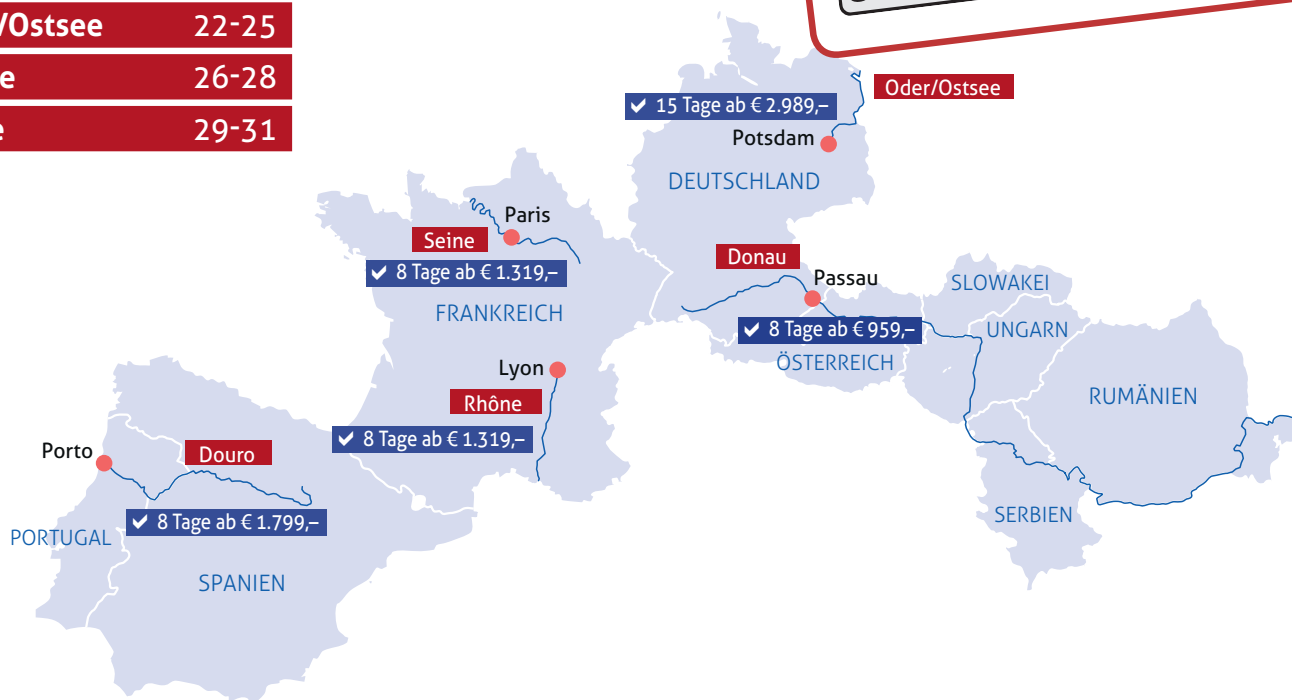 /Ostsee 22-25
e 26-28
e 29-31
Oder/Ostsee
✔ 15 Tage ab € 2.989,–
Potsdam
DEUTSCHLAND
Paris
Seine
✔ 8 Tage ab € 1.319,–
FRANKREICH
Donau
Passau
SLOWAKEI
✔ 8 Tage ab € 959,–
UNGARN
ÖSTERREICH
Lyon
Rhône
RUMÄNIEN
✔ 8 Tage ab € 1.319,–
Porto
Douro
✔ 8 Tage ab € 1.799,–
PORTUGAL
SERBIEN
SPANIEN